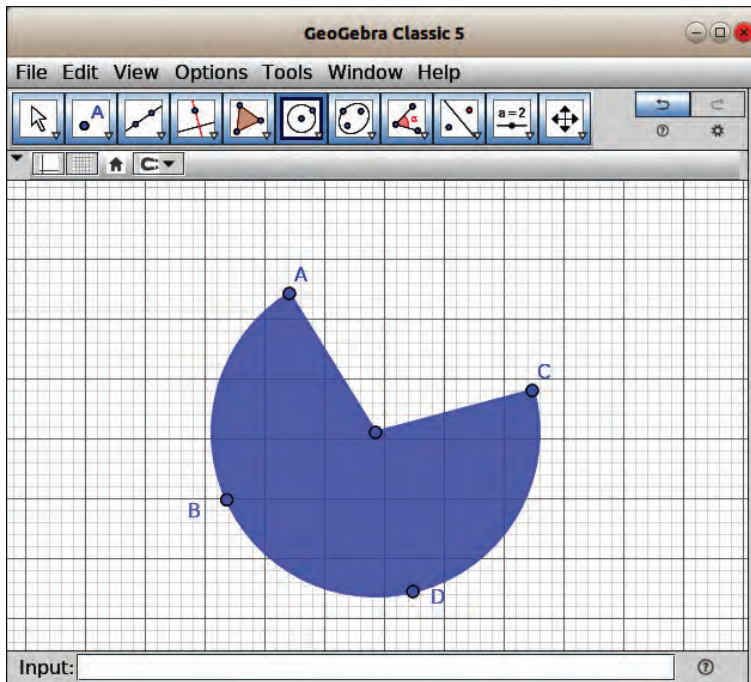 GeoGebra Classic 5
File Edit View Options Tools Window Help
A
α
a=2
A
C
B
D
Input: